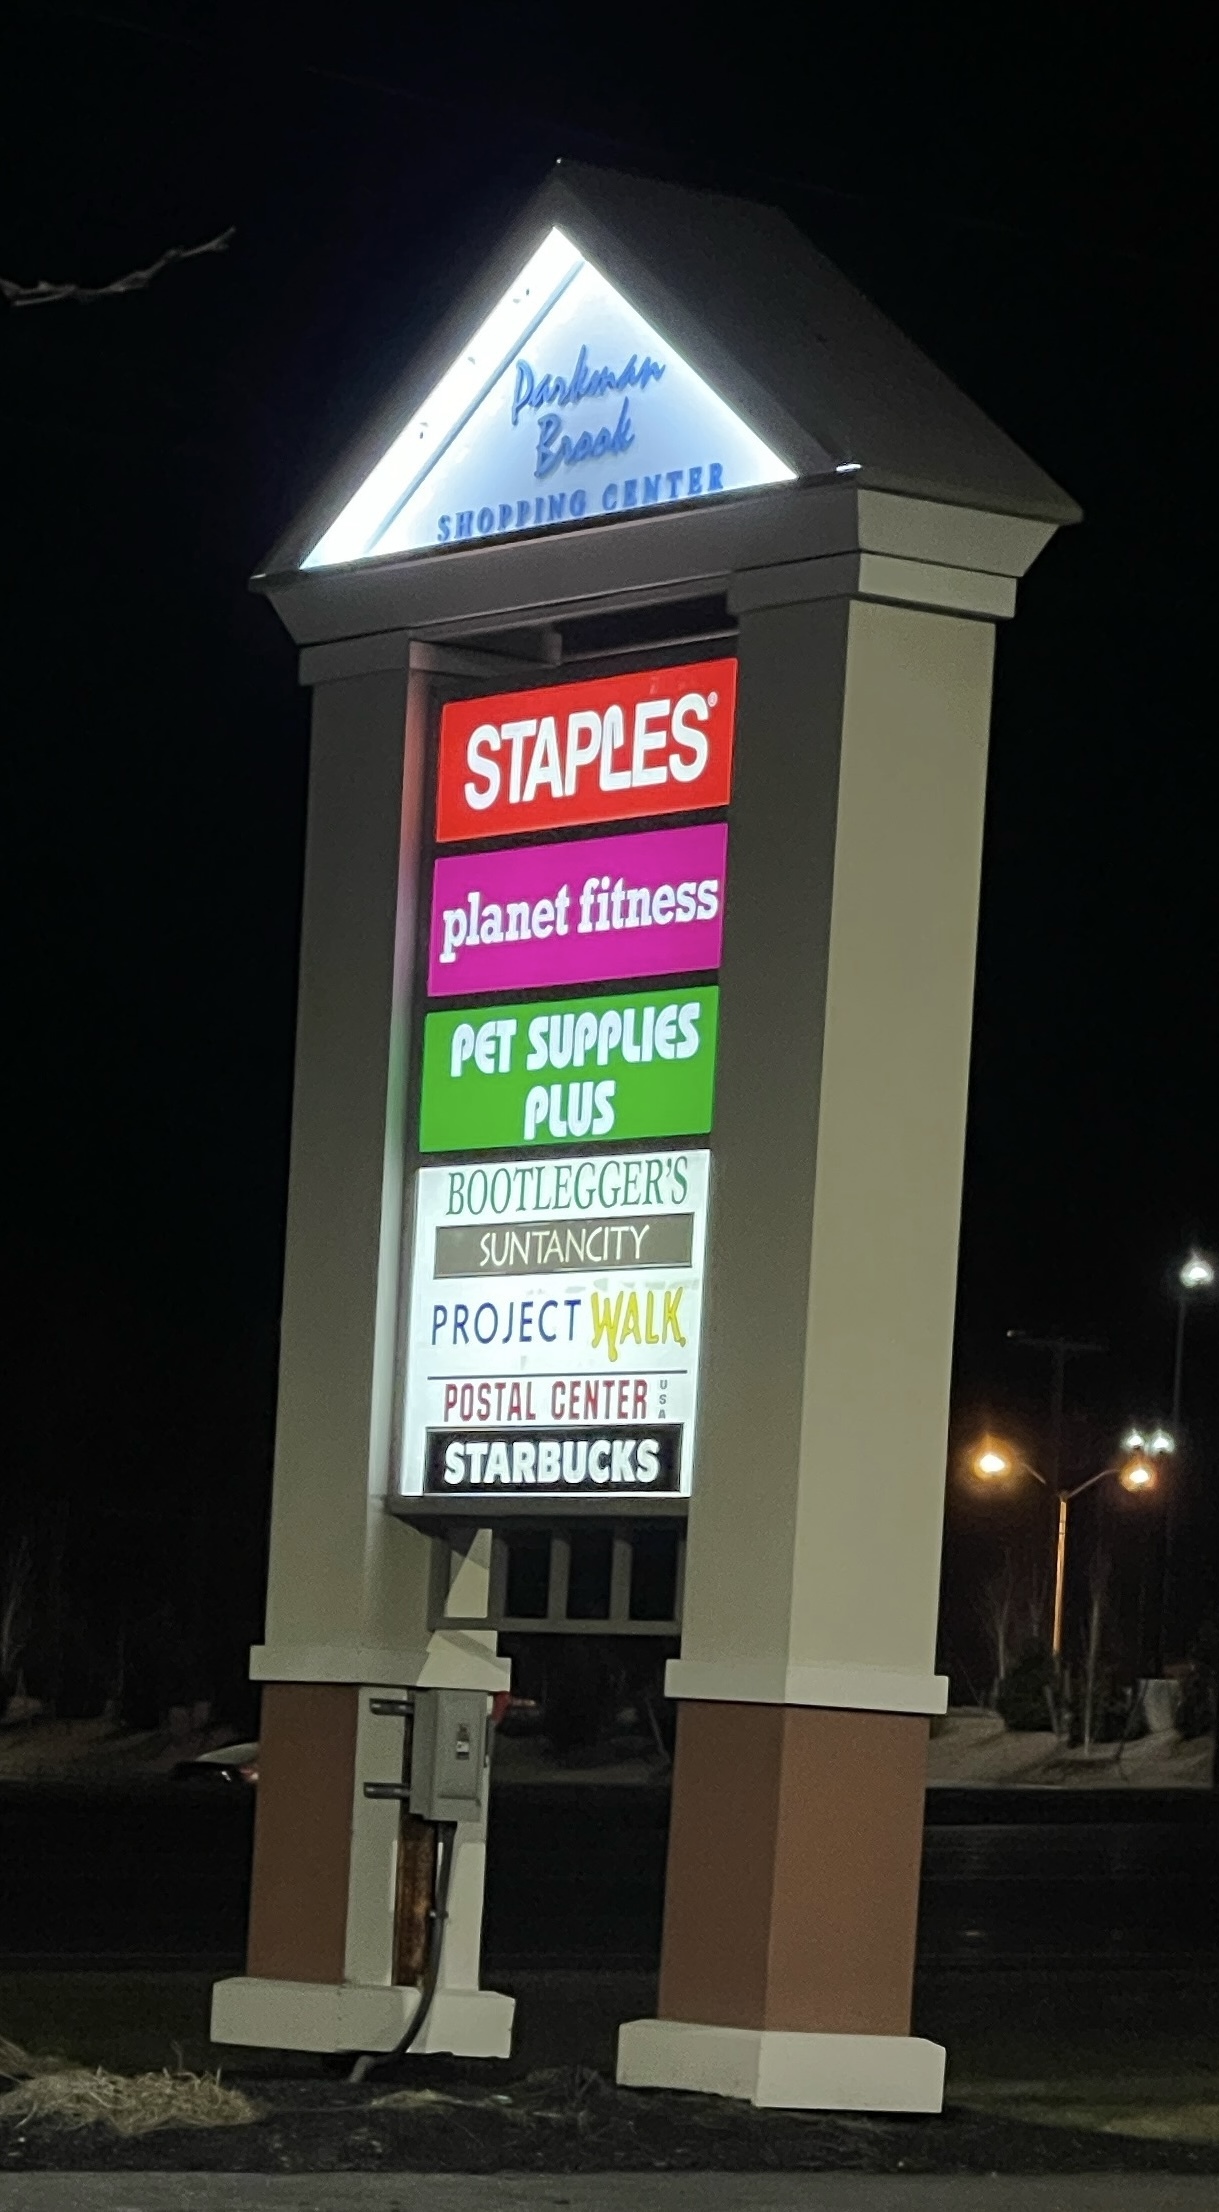 Parkman
Brook
SHOPPING CENTER
STAPLES®
planet fitness
PET SUPPLIES
PLUS
BOOTLEGGER'S
SUNTANCITY
PROJECT WALK
POSTAL CENTER USA
STARBUCKS